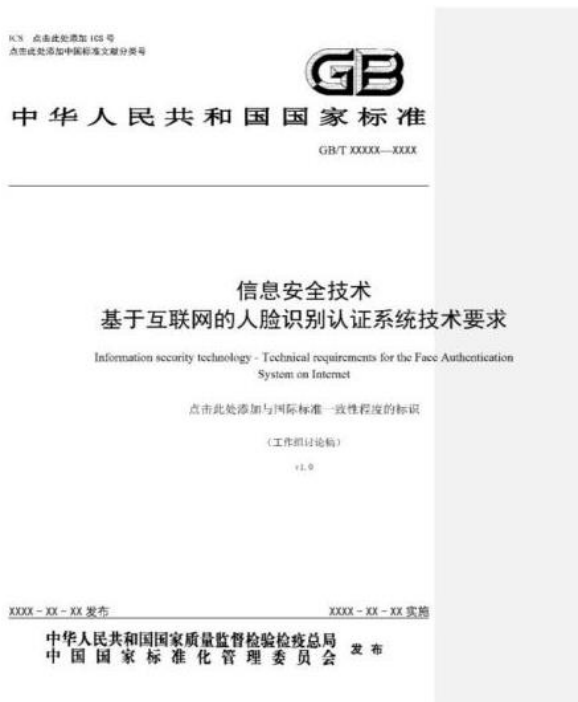 ICS 点击此处添加 ICS 号
点击此处添加中国标准文献分类号
GB
中华人民共和国国家标准
GB/T XXXXX—XXXX
信息安全技术
基于互联网的人脸识别认证系统技术要求
Information security technology - Technical requirements for the Face Authentication
System on Internet
点击此处添加与国际标准一致性程度的标识
(工作组讨论稿)
v1.0
XXXX - XX - XX 发布
XXXX - XX - XX 实施
中华人民共和国国家质量监督检验检疫总局
中国国家标准化管理委员会
发布